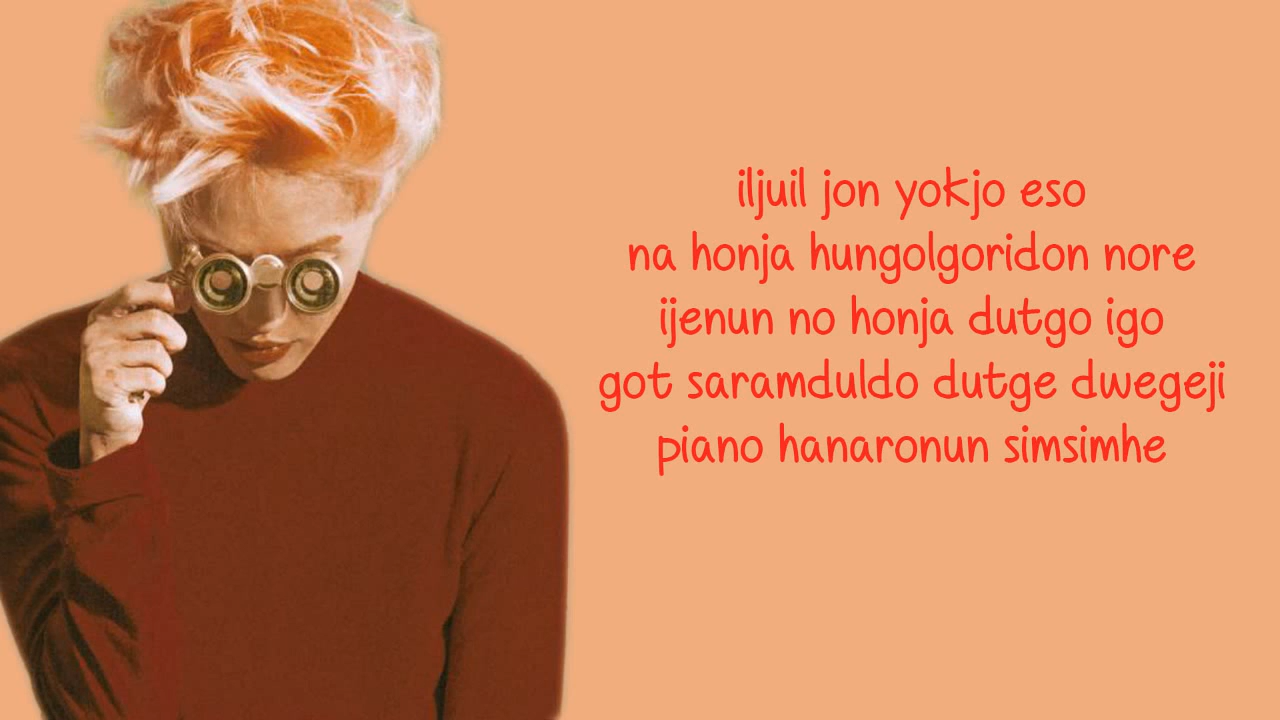 iljuil jon yokjo eso
na honja hungolgoridon nore
ijenun no honja dutgo igo
got saramduldo dutge dwegeji
piano hanaronun simsimhe